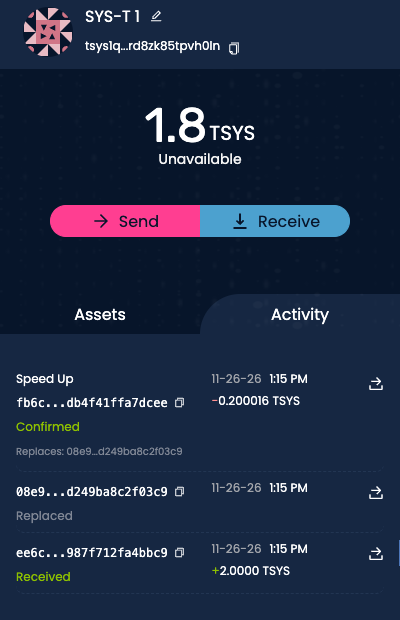 SYS-T 1
tsys1q...rd8zk85tpvh0ln
1.8 TSYS
Unavailable
Send
Receive
Assets
Activity
Speed Up
11-26-26 1:15 PM
fb6c...db4f41ffa7dcee
-0.200016 TSYS
Confirmed
Replaces: 08e9...d249ba8c2f03c9
08e9...d249ba8c2f03c9
11-26-26 1:15 PM
Replaced
ee6c...987f712fa4bbc9
11-26-26 1:15 PM
+2.0000 TSYS
Received